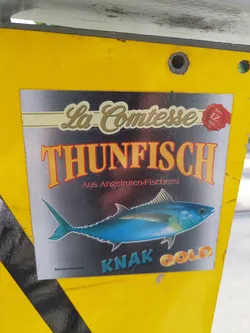 La Comtesse
THUNFISCH
Aus Angelruten-Fischerei
KNAK GOLD